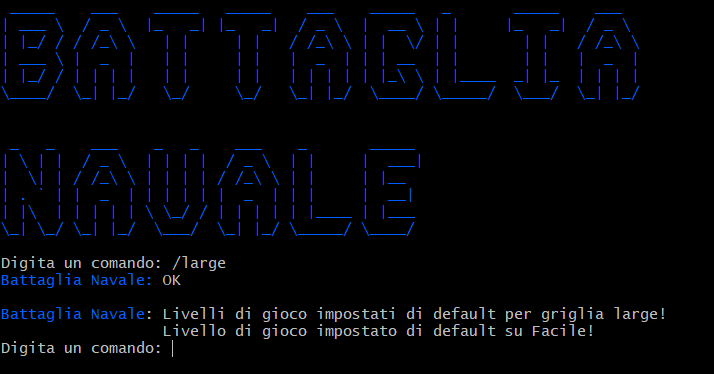 BATTAGLIA
NAVALE
Digita un comando: /large
Battaglia Navale: OK
Battaglia Navale: Livelli di gioco impostati di default per griglia large!
Livello di gioco impostato di default su Facile!
Digita un comando: